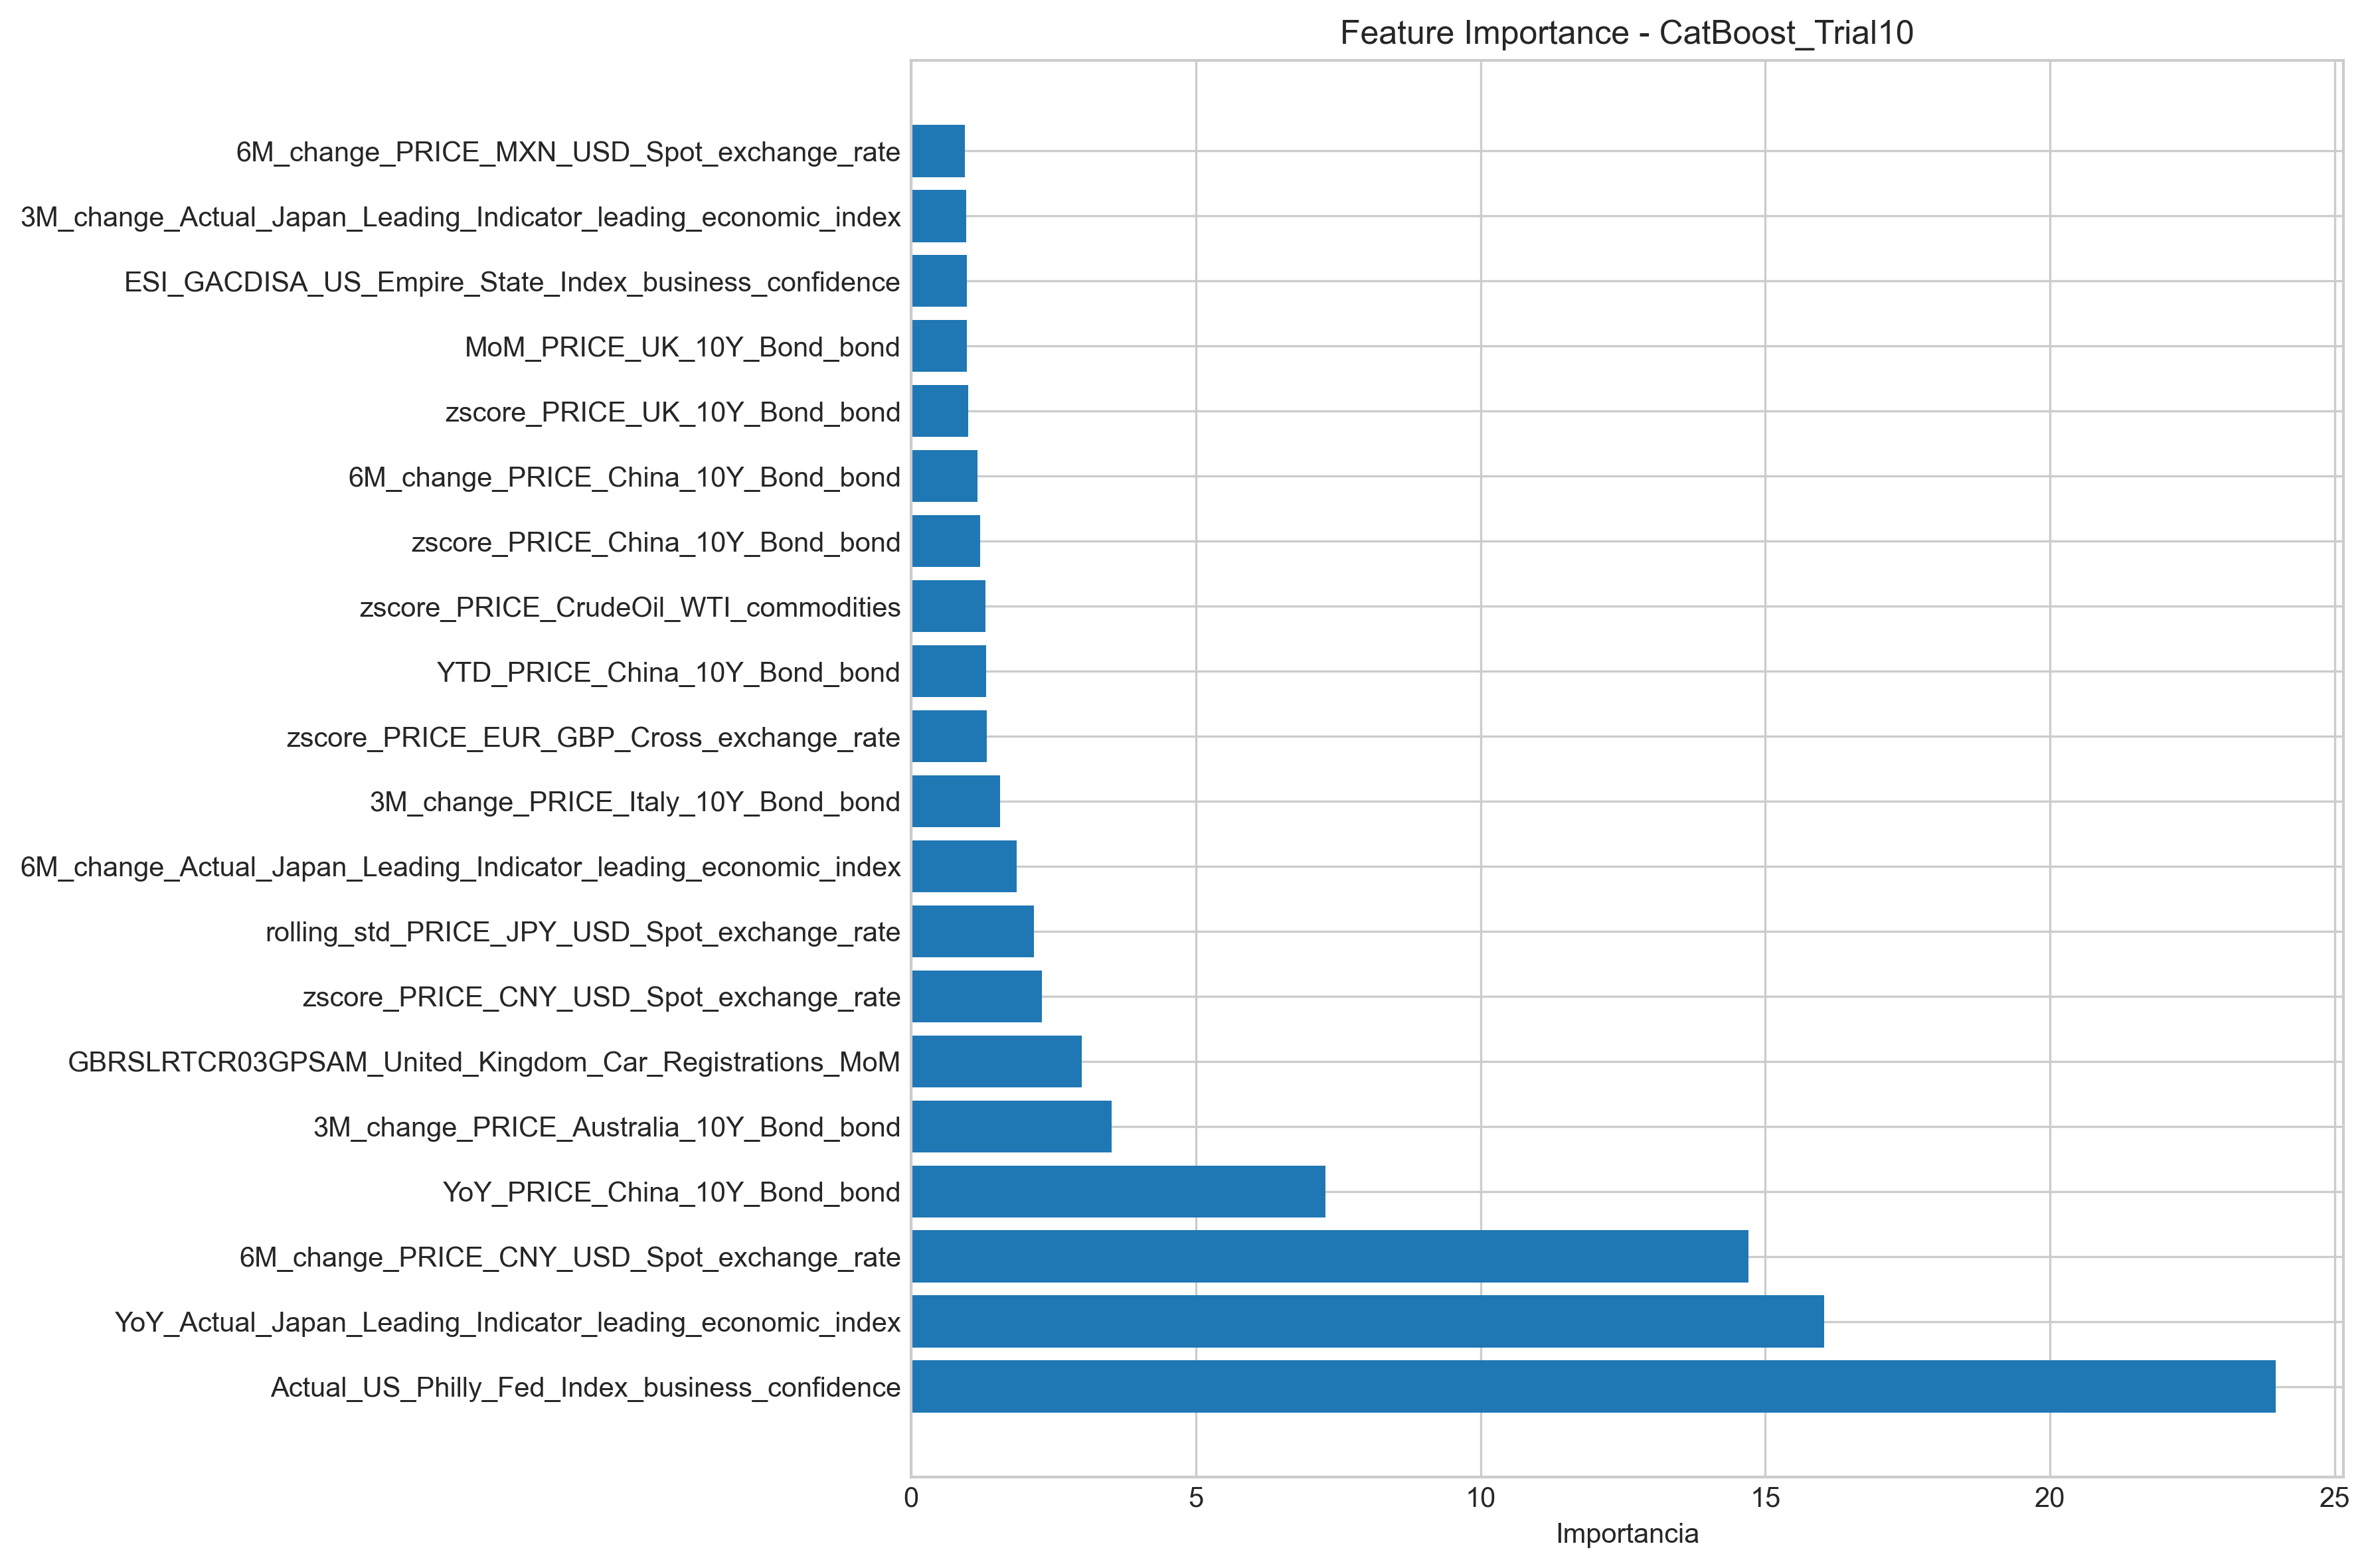 Feature Importance - CatBoost_Trial10
6M_change_PRICE_MXN_USD_Spot_exchange_rate
3M_change_Actual_Japan_Leading_Indicator_leading_economic_index
ESI_GACDISA_US_Empire_State_Index_business_confidence
MoM_PRICE_UK_10Y_Bond_bond
zscore_PRICE_UK_10Y_Bond_bond
6M_change_PRICE_China_10Y_Bond_bond
zscore_PRICE_China_10Y_Bond_bond
zscore_PRICE_CrudeOil_WTI_commodities
YTD_PRICE_China_10Y_Bond_bond
zscore_PRICE_EUR_GBP_Cross_exchange_rate
3M_change_PRICE_Italy_10Y_Bond_bond
6M_change_Actual_Japan_Leading_Indicator_leading_economic_index
rolling_std_PRICE_JPY_USD_Spot_exchange_rate
zscore_PRICE_CNY_USD_Spot_exchange_rate
GBRSLRTCR03GPSAM_United_Kingdom_Car_Registrations_MoM
3M_change_PRICE_Australia_10Y_Bond_bond
YoY_PRICE_China_10Y_Bond_bond
6M_change_PRICE_CNY_USD_Spot_exchange_rate
YoY_Actual_Japan_Leading_Indicator_leading_economic_index
Actual_US_Philly_Fed_Index_business_confidence
0 5 10 15 20 25
Importancia